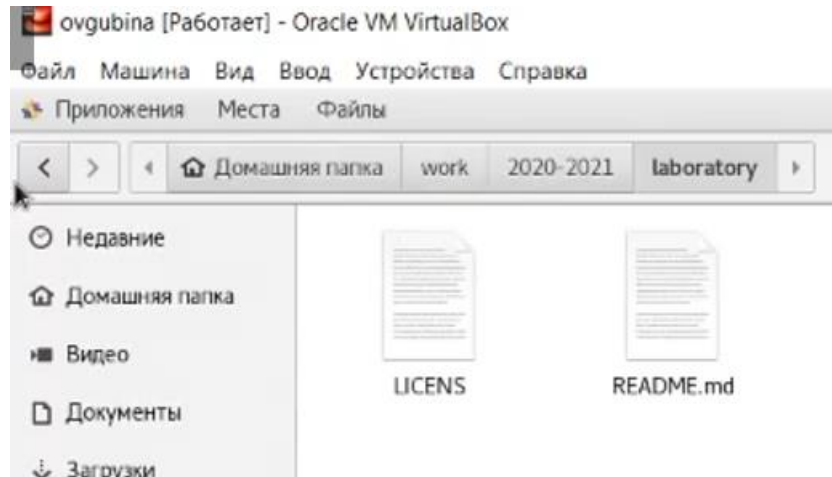 ovgubina [Работает] - Oracle VM VirtualBox
Файл Машина Вид Ввод Устройства Справка
Приложения Места Файлы
Домашняя папка work 2020-2021 laboratory
Недавние
Домашняя папка
Видео
Документы
Загрузки
LICENS README.md